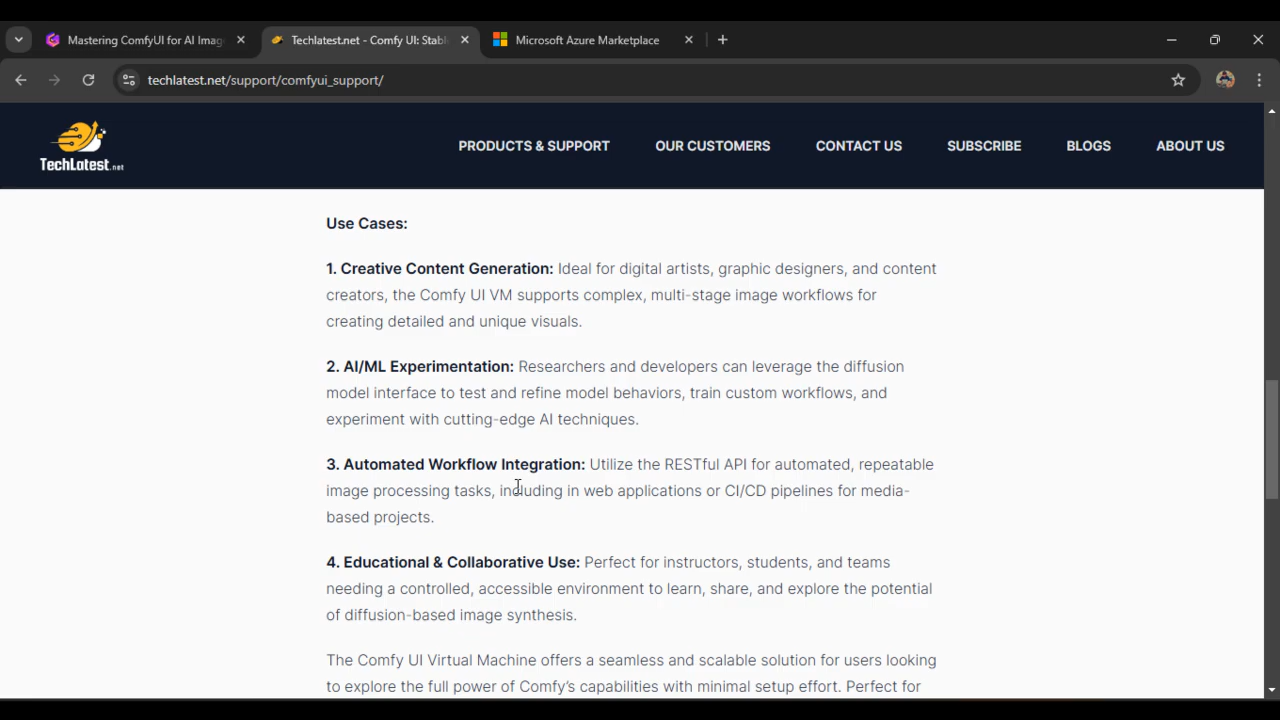 Mastering ComfyUI for AI Imag
Techlatest.net - Comfy UI: Stabl
Microsoft Azure Marketplace
techlatest.net/support/comfyui_support/
TECHLATEST.net
PRODUCTS & SUPPORT
OUR CUSTOMERS
CONTACT US
SUBSCRIBE
BLOGS
ABOUT US
Use Cases:
1. Creative Content Generation: Ideal for digital artists, graphic designers, and content
creators, the Comfy UI VM supports complex, multi-stage image workflows for
creating detailed and unique visuals.
2. AI/ML Experimentation: Researchers and developers can leverage the diffusion
model interface to test and refine model behaviors, train custom workflows, and
experiment with cutting-edge AI techniques.
3. Automated Workflow Integration: Utilize the RESTful API for automated, repeatable
image processing tasks, including in web applications or CI/CD pipelines for media-
based projects.
4. Educational & Collaborative Use: Perfect for instructors, students, and teams
needing a controlled, accessible environment to learn, share, and explore the potential
of diffusion-based image synthesis.
The Comfy UI Virtual Machine offers a seamless and scalable solution for users looking
to explore the full power of Comfy's capabilities with minimal setup effort. Perfect for